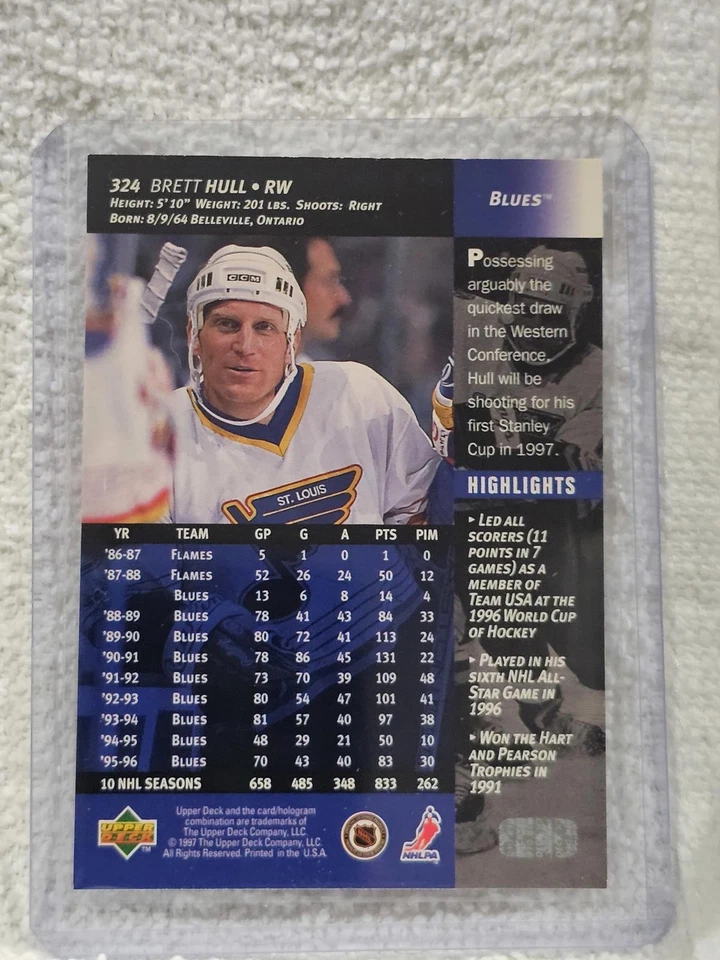 324 BRETT HULL • RW
HEIGHT: 5'10" WEIGHT: 201 LBS. SHOOTS: RIGHT
BORN: 8/9/64 BELLEVILLE, ONTARIO
BLUES™
CCM
ST. LOUIS
Possessing
arguably the
quickest draw
in the Western
Conference,
Hull will be
shooting for his
first Stanley
Cup in 1997.
HIGHLIGHTS
▸ LED ALL
SCORERS (11
POINTS IN 7
GAMES) AS A
MEMBER OF
TEAM USA AT THE
1996 WORLD CUP
OF HOCKEY
▸ PLAYED IN HIS
SIXTH NHL ALL-
STAR GAME IN
1996
▸ WON THE HART
AND PEARSON
TROPHIES IN
1991
YR TEAM GP G A PTS PIM
'86-87 FLAMES 5 1 0 1 0
'87-88 FLAMES 52 26 24 50 12
BLUES 13 6 8 14 4
'88-89 BLUES 78 41 43 84 33
'89-90 BLUES 80 72 41 113 24
'90-91 BLUES 78 86 45 131 22
'91-92 BLUES 73 70 39 109 48
'92-93 BLUES 80 54 47 101 41
'93-94 BLUES 81 57 40 97 38
'94-95 BLUES 48 29 21 50 10
'95-96 BLUES 70 43 40 83 30
10 NHL SEASONS 658 485 348 833 262
UPPER DECK ™
Upper Deck and the card/hologram
combination are trademarks of
The Upper Deck Company, LLC.
© 1997 The Upper Deck Company, LLC.
All Rights Reserved. Printed in the U.S.A.
NHL
NHLPA